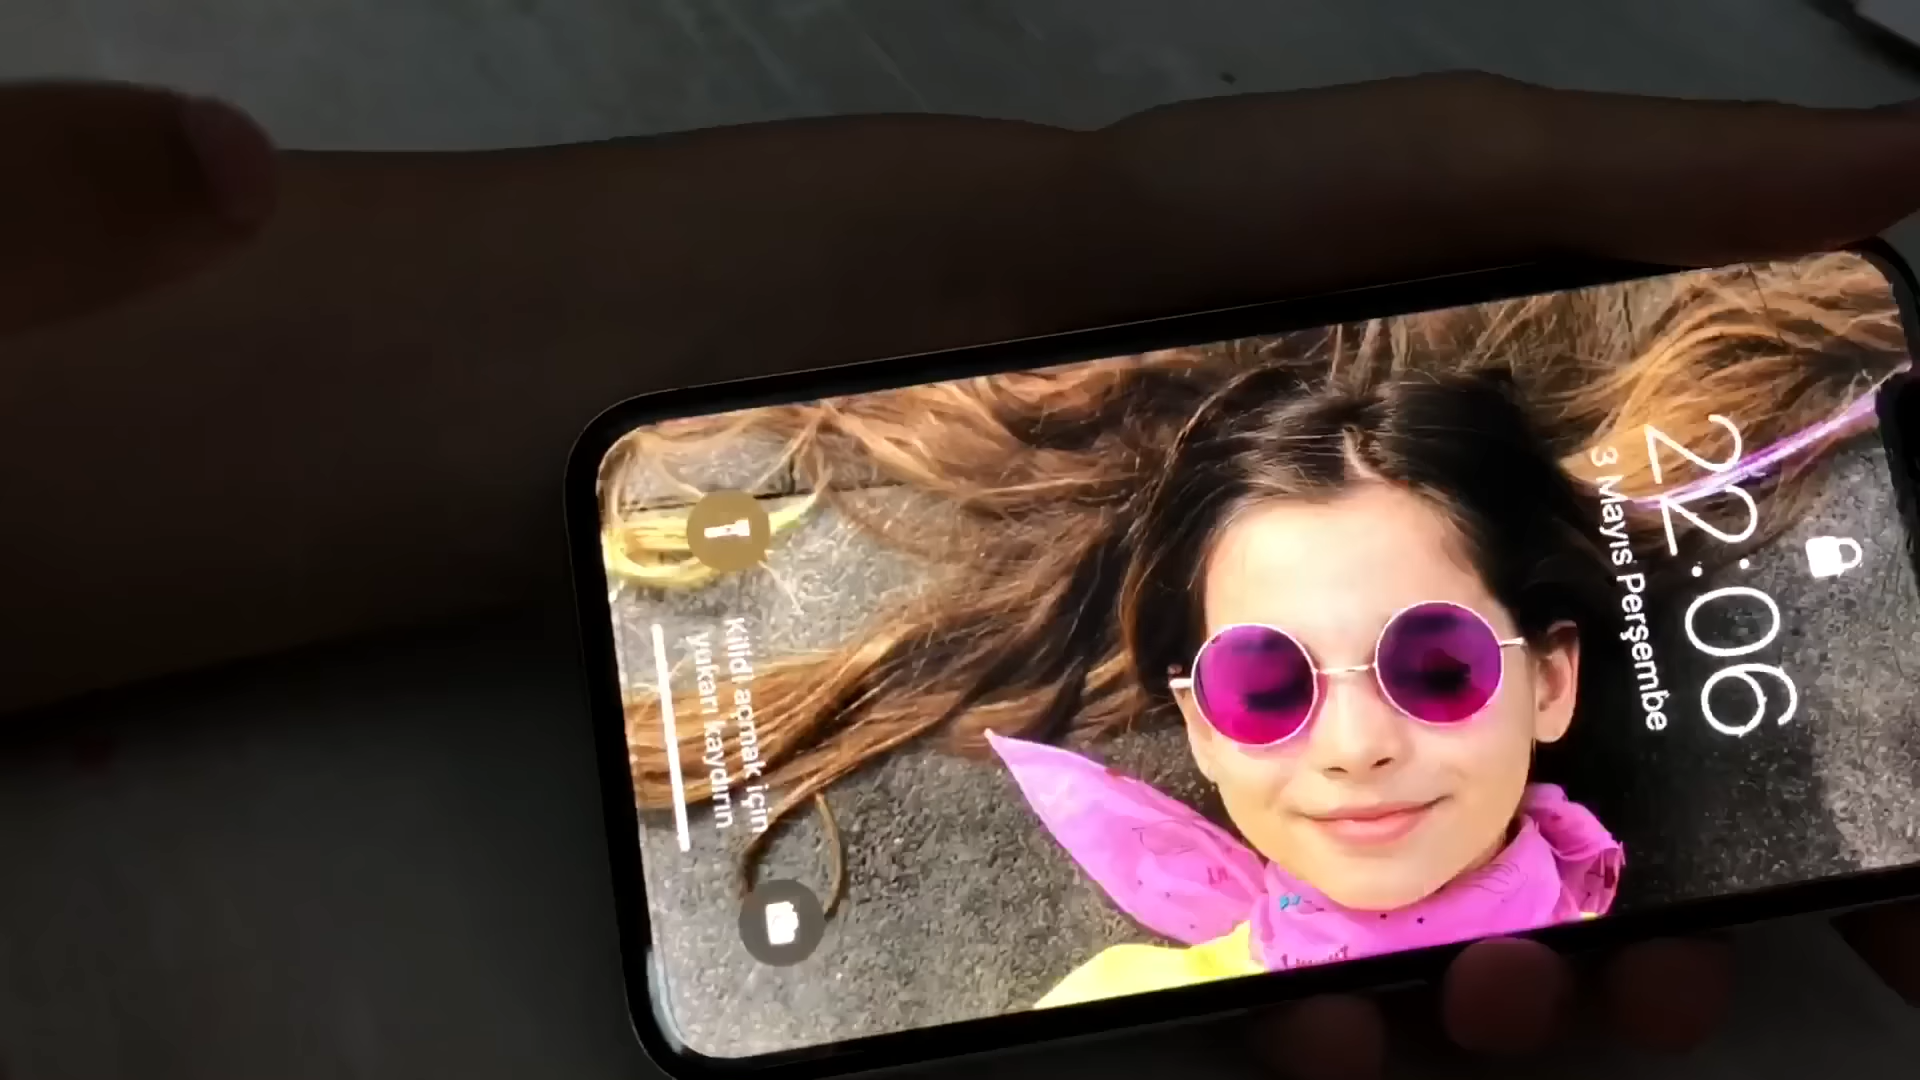 22:06
3 Mayıs Perşembe
Kilidi açmak için
yukarı kaydırın